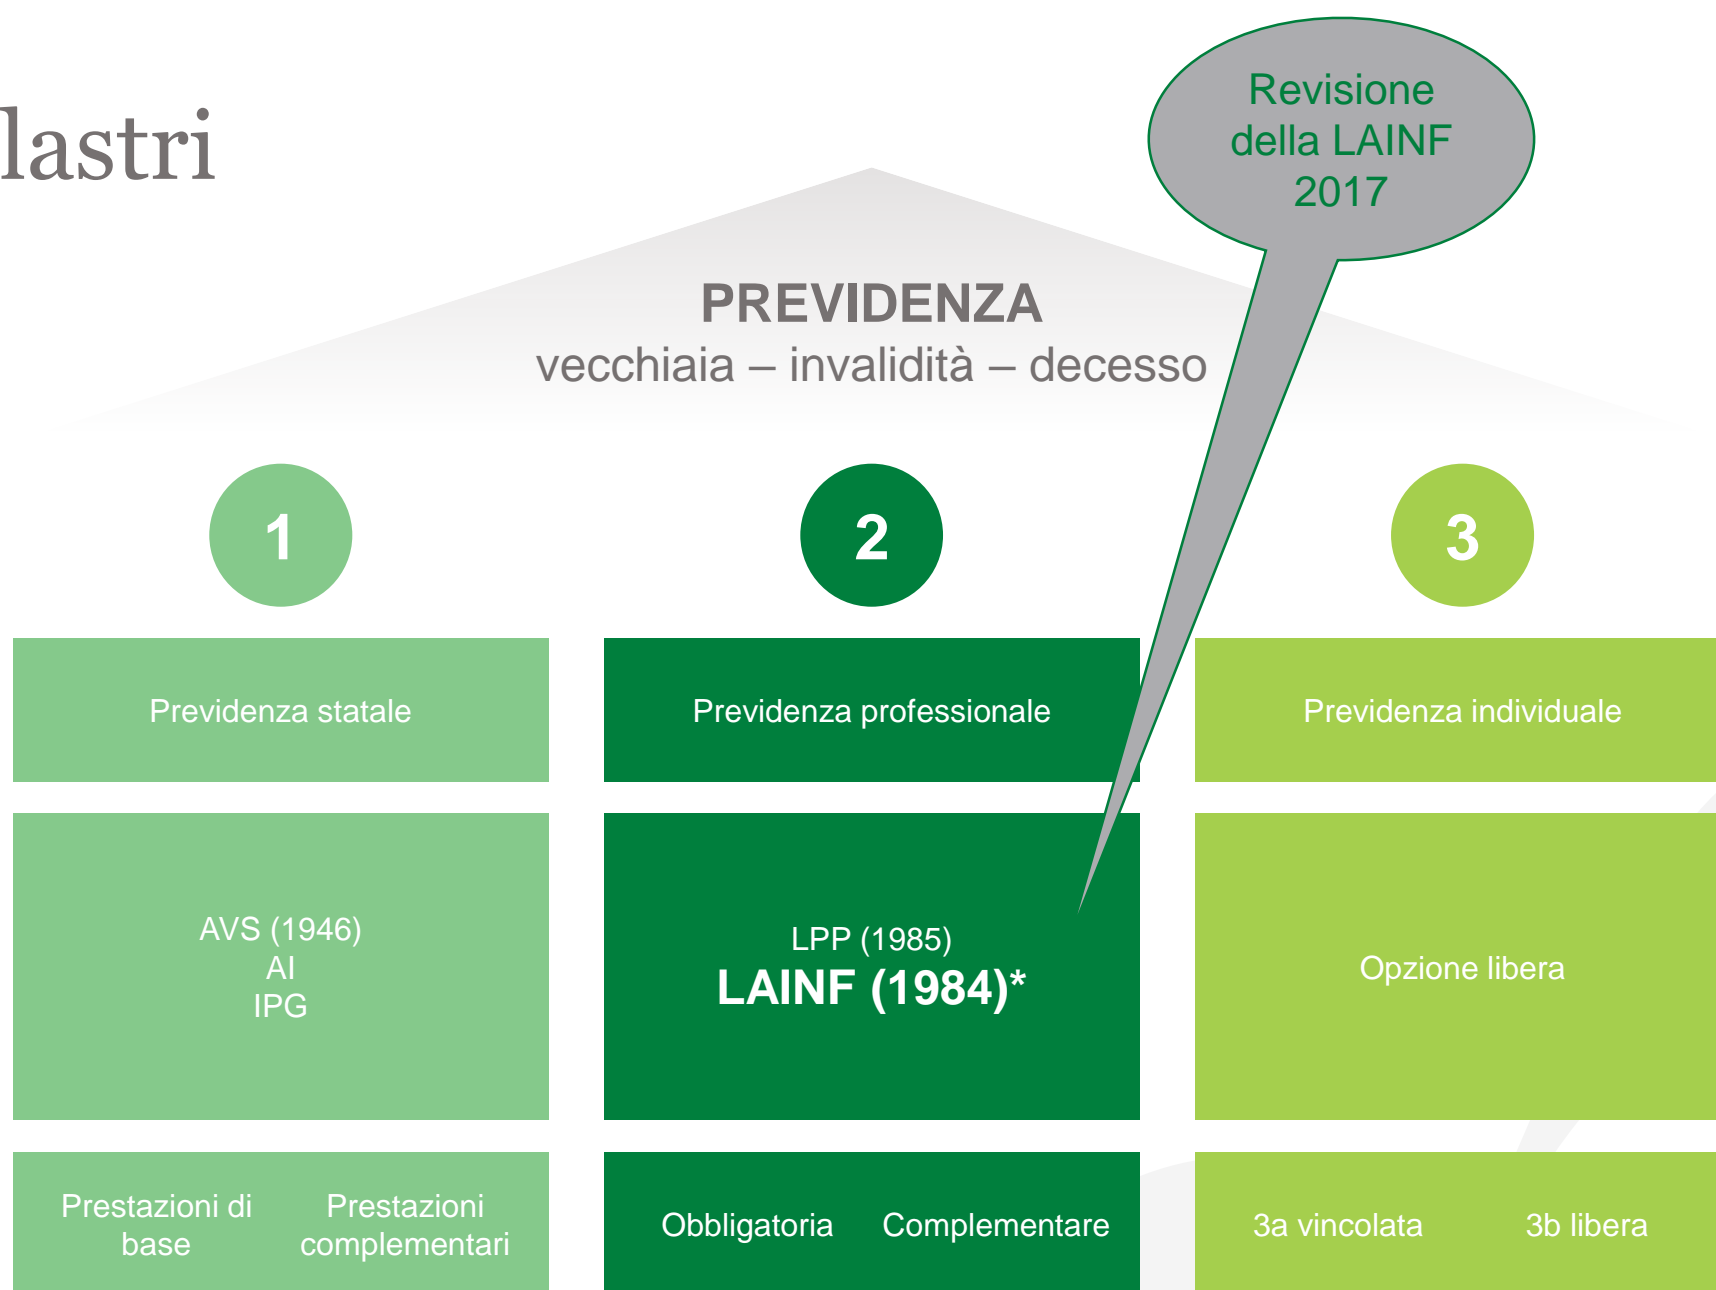 lastri
Revisione
della LAINF
2017
PREVIDENZA
vecchiaia – invalidità – decesso
1
2
3
Previdenza statale
Previdenza professionale
Previdenza individuale
AVS (1946)
AI
IPG
LPP (1985)
LAINF (1984)*
Opzione libera
Prestazioni di
base
Prestazioni
complementari
Obbligatoria
Complementare
3a vincolata
3b libera